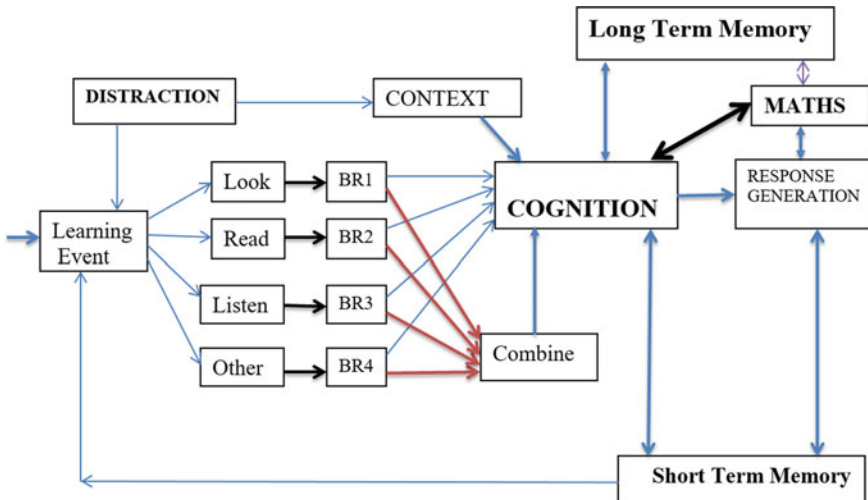 Long Term Memory
DISTRACTION
CONTEXT
MATHS
Look
BR1
COGNITION
RESPONSE
GENERATION
Learning
Event
Read
BR2
Listen
BR3
Other
BR4
Combine
Short Term Memory